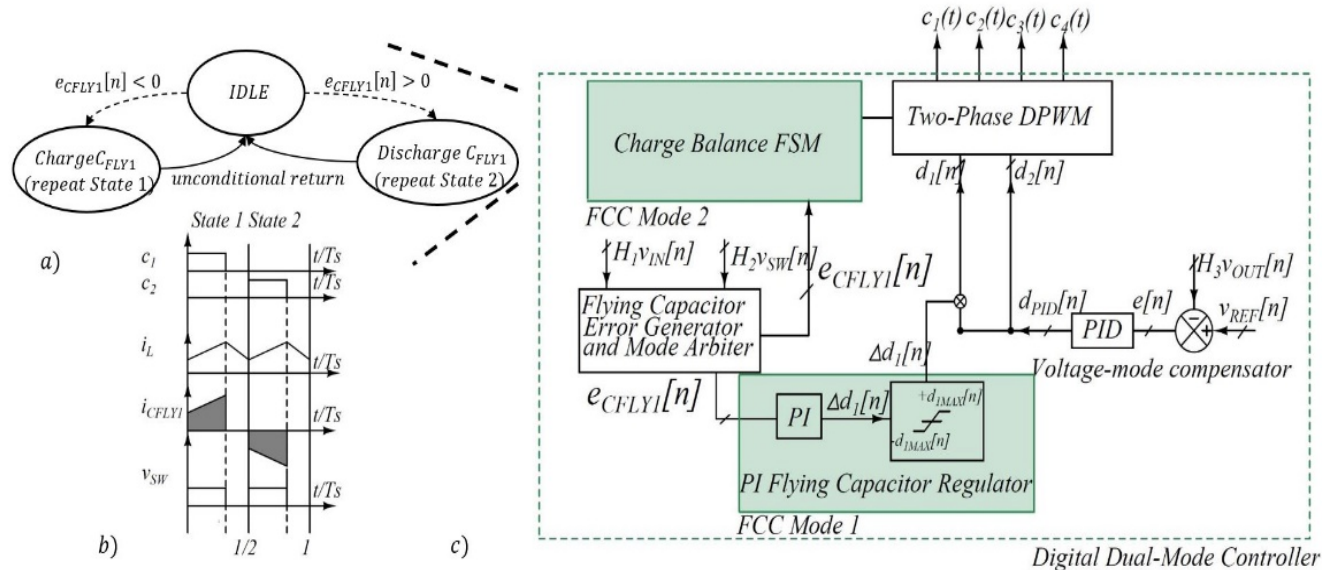 e_CFLY1[n] < 0
IDLE
e_CFLY1[n] > 0
ChargeC_FLY1
(repeat State 1)
unconditional return
Discharge C_FLY1
(repeat State 2)
a)
State 1 State 2
c_1
t/Ts
c_2
t/Ts
i_L
t/Ts
i_CFLY1
t/Ts
v_SW
t/Ts
b)
1/2
1
c)
c_1(t) c_2(t) c_3(t) c_4(t)
Charge Balance FSM
Two-Phase DPWM
d_1[n]
d_2[n]
FCC Mode 2
H_1v_IN[n]
H_2v_SW[n]
e_CFLY1[n]
Flying Capacitor
Error Generator
and Mode Arbiter
H_3v_OUT[n]
d_PID[n]
PID
e[n]
-
+
v_REF[n]
Voltage-mode compensator
Δd_1[n]
e_CFLY1[n]
PI
Δd_1[n]
+d_1MAX[n]
-d_1MAX[n]
PI Flying Capacitor Regulator
FCC Mode 1
Digital Dual-Mode Controller